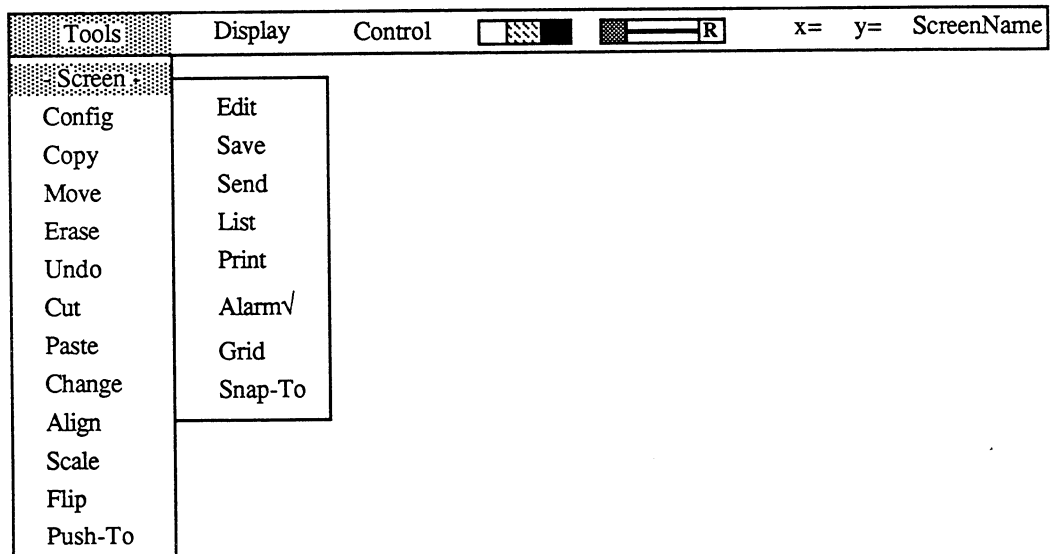 Tools Display Control R x= y= ScreenName
- Screen -
Config
Copy
Move
Erase
Undo
Cut
Paste
Change
Align
Scale
Flip
Push-To
Edit
Save
Send
List
Print
Alarm√
Grid
Snap-To